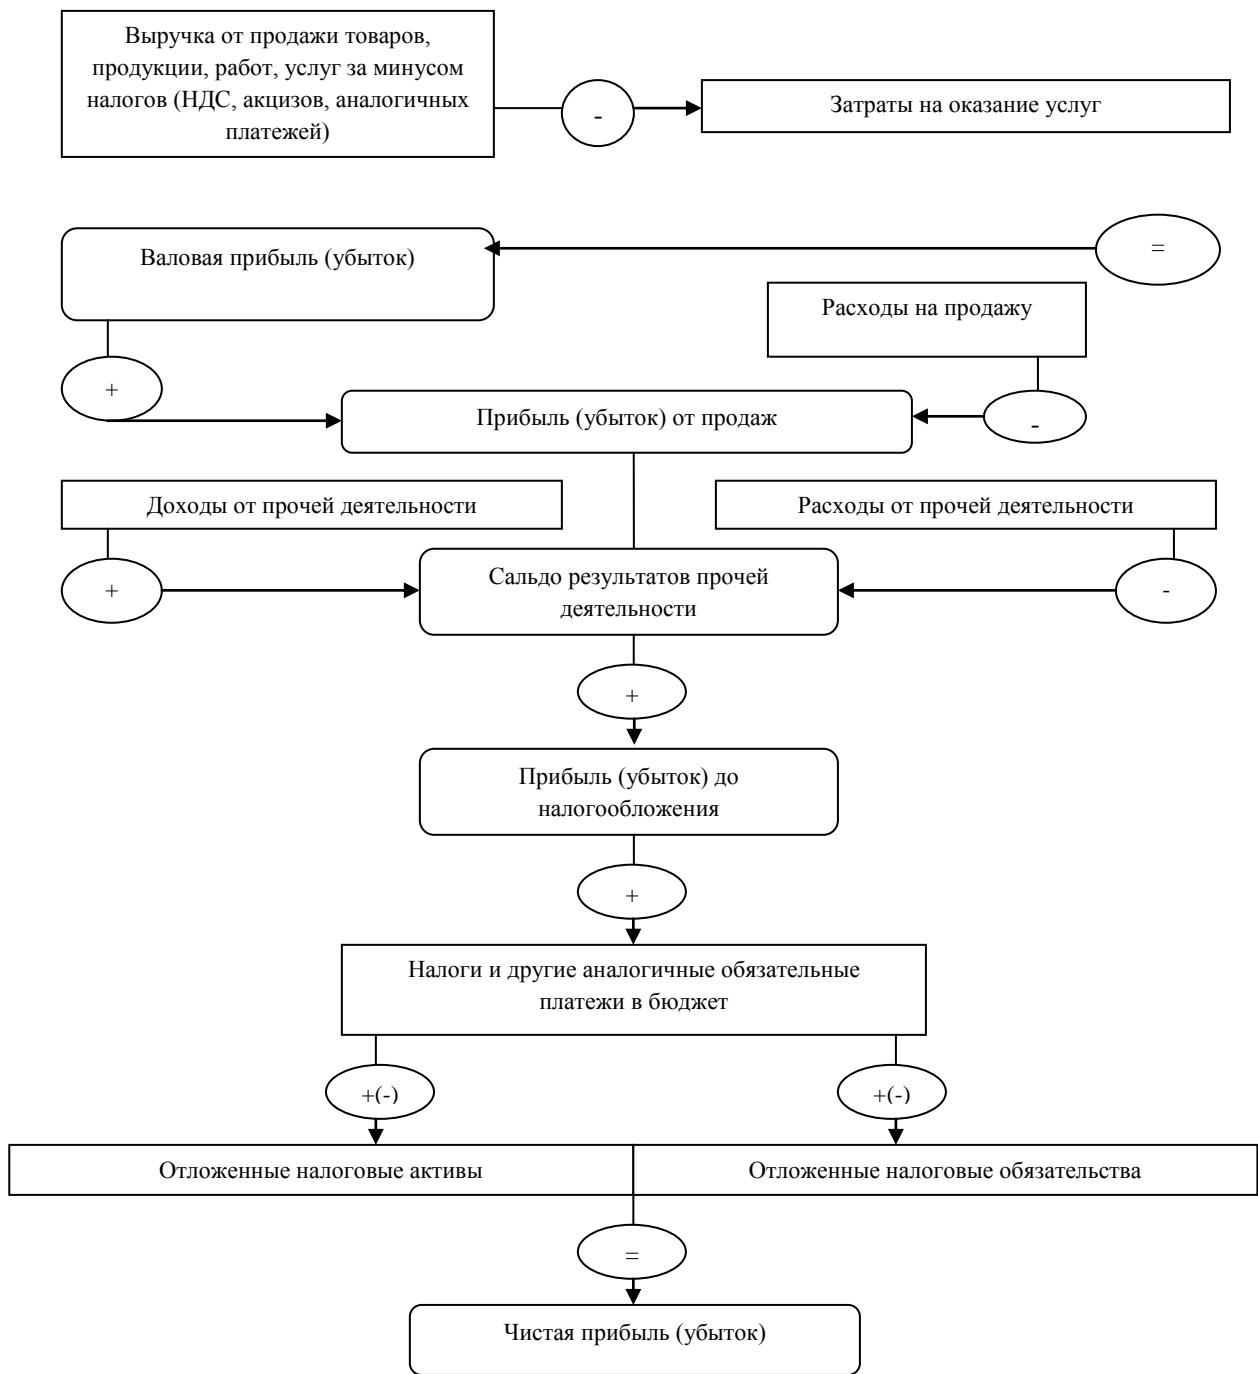 Выручка от продажи товаров,
продукции, работ, услуг за минусом
налогов (НДС, акцизов, аналогичных
платежей)
-
Затраты на оказание услуг
Валовая прибыль (убыток)
=
Расходы на продажу
+
Прибыль (убыток) от продаж
-
Доходы от прочей деятельности
Расходы от прочей деятельности
+
Сальдо результатов прочей
деятельности
-
+
Прибыль (убыток) до
налогообложения
+
Налоги и другие аналогичные обязательные
платежи в бюджет
+(-)
+(-)
Отложенные налоговые активы
Отложенные налоговые обязательства
=
Чистая прибыль (убыток)